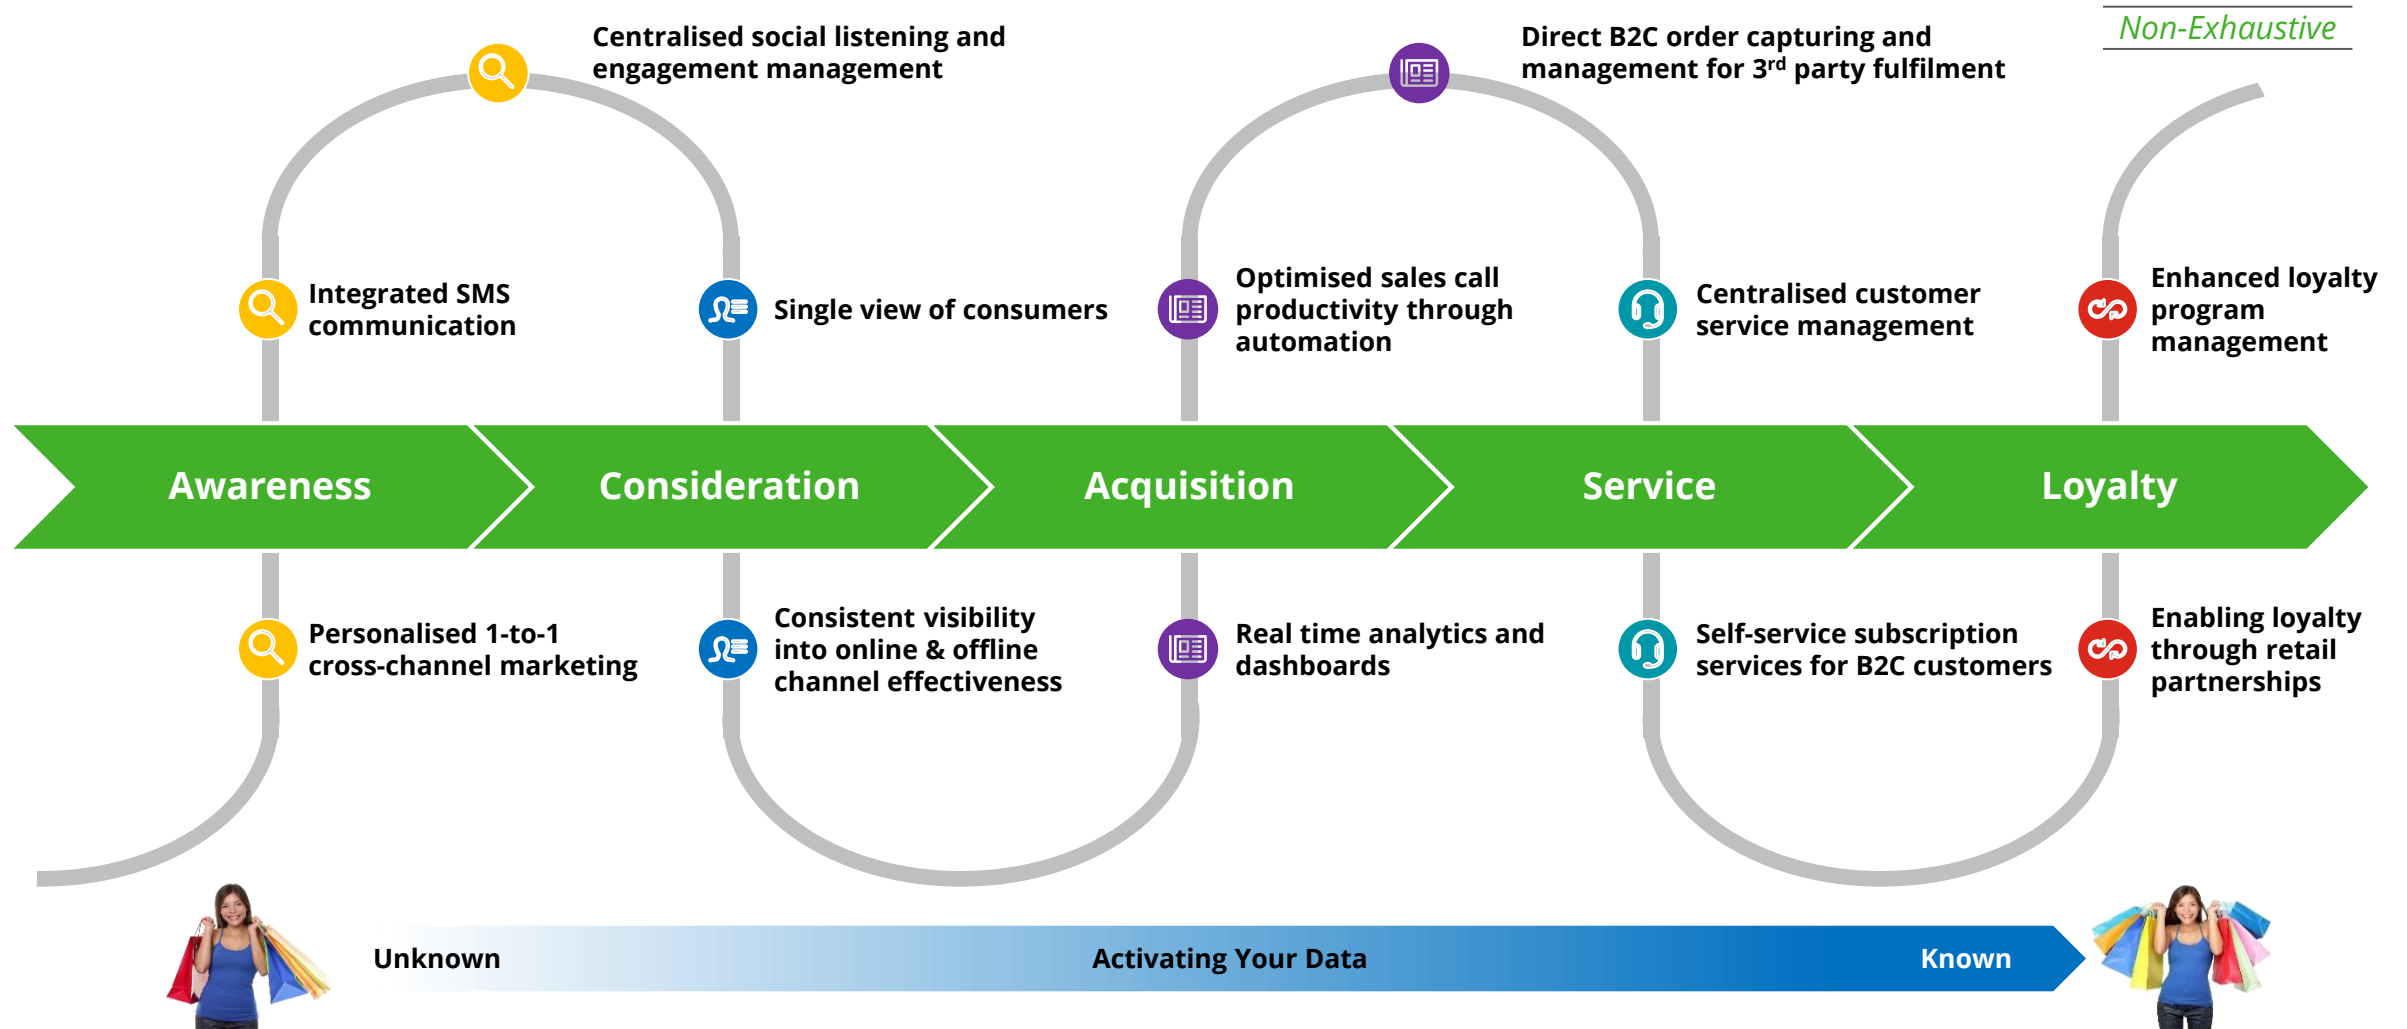 Non-Exhaustive
Centralised social listening and
engagement management
Direct B2C order capturing and
management for 3rd party fulfilment
Integrated SMS
communication
Single view of consumers
Optimised sales call
productivity through
automation
Centralised customer
service management
Enhanced loyalty
program
management
Awareness
Consideration
Acquisition
Service
Loyalty
Personalised 1-to-1
cross-channel marketing
Consistent visibility
into online & offline
channel effectiveness
Real time analytics and
dashboards
Self-service subscription
services for B2C customers
Enabling loyalty
through retail
partnerships
Unknown
Activating Your Data
Known